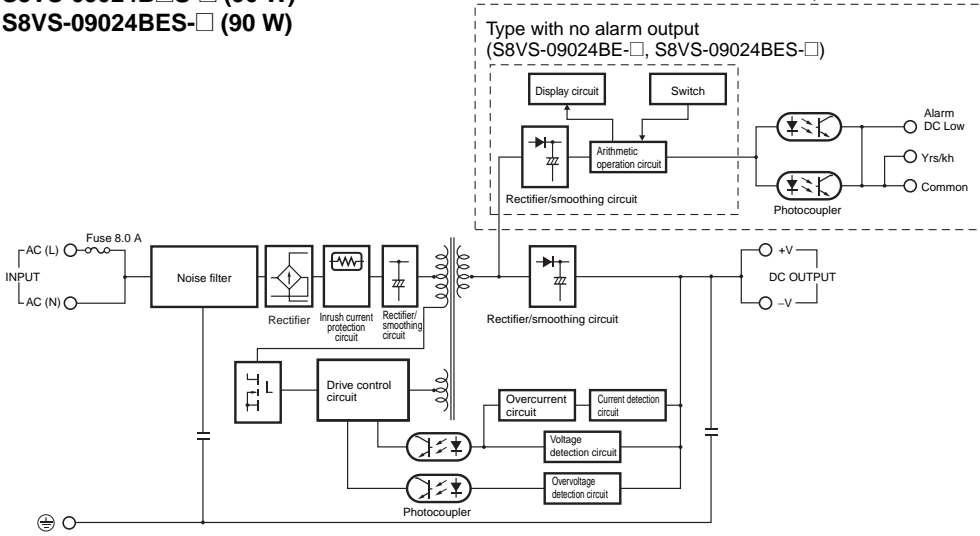 S8VS-09024BES-□ (90 W)
Type with no alarm output
(S8VS-09024BE-□, S8VS-09024BES-□)
Display circuit
Switch
Alarm
DC Low
Arithmetic
operation circuit
Yrs/kh
Common
Rectifier/smoothing circuit
Photocoupler
Fuse 8.0 A
AC (L)
INPUT
AC (N)
Noise filter
Rectifier
Inrush current
protection
circuit
Rectifier/
smoothing
circuit
Rectifier/smoothing circuit
+V
DC OUTPUT
−V
Drive control
circuit
Overcurrent
circuit
Current detection
circuit
Voltage
detection circuit
Overvoltage
detection circuit
Photocoupler